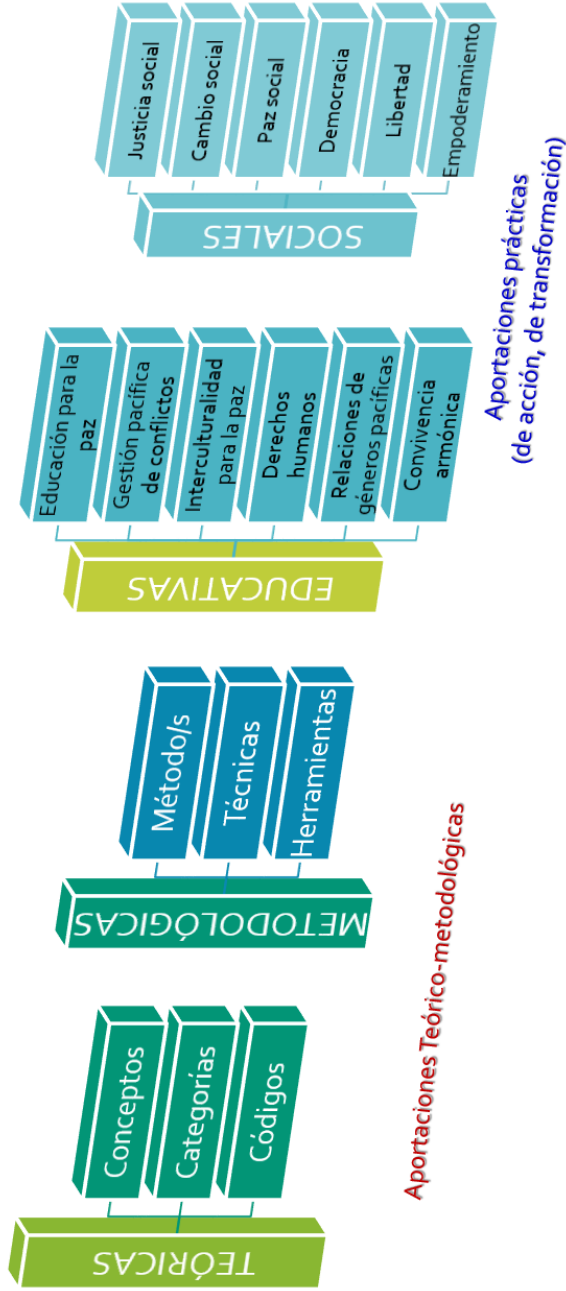 TEÓRICAS
Conceptos
Categorías
Códigos
METODOLÓGICAS
Método/s
Técnicas
Herramientas
Aportaciones Teórico-metodológicas
EDUCATIVAS
Educación para la
paz
Gestión pacífica
de conflictos
Interculturalidad
para la paz
Derechos
humanos
Relaciones de
géneros pacíficas
Convivencia
armónica
SOCIALES
Justicia social
Cambio social
Paz social
Democracia
Libertad
Empoderamiento
Aportaciones prácticas
(de acción, de transformación)